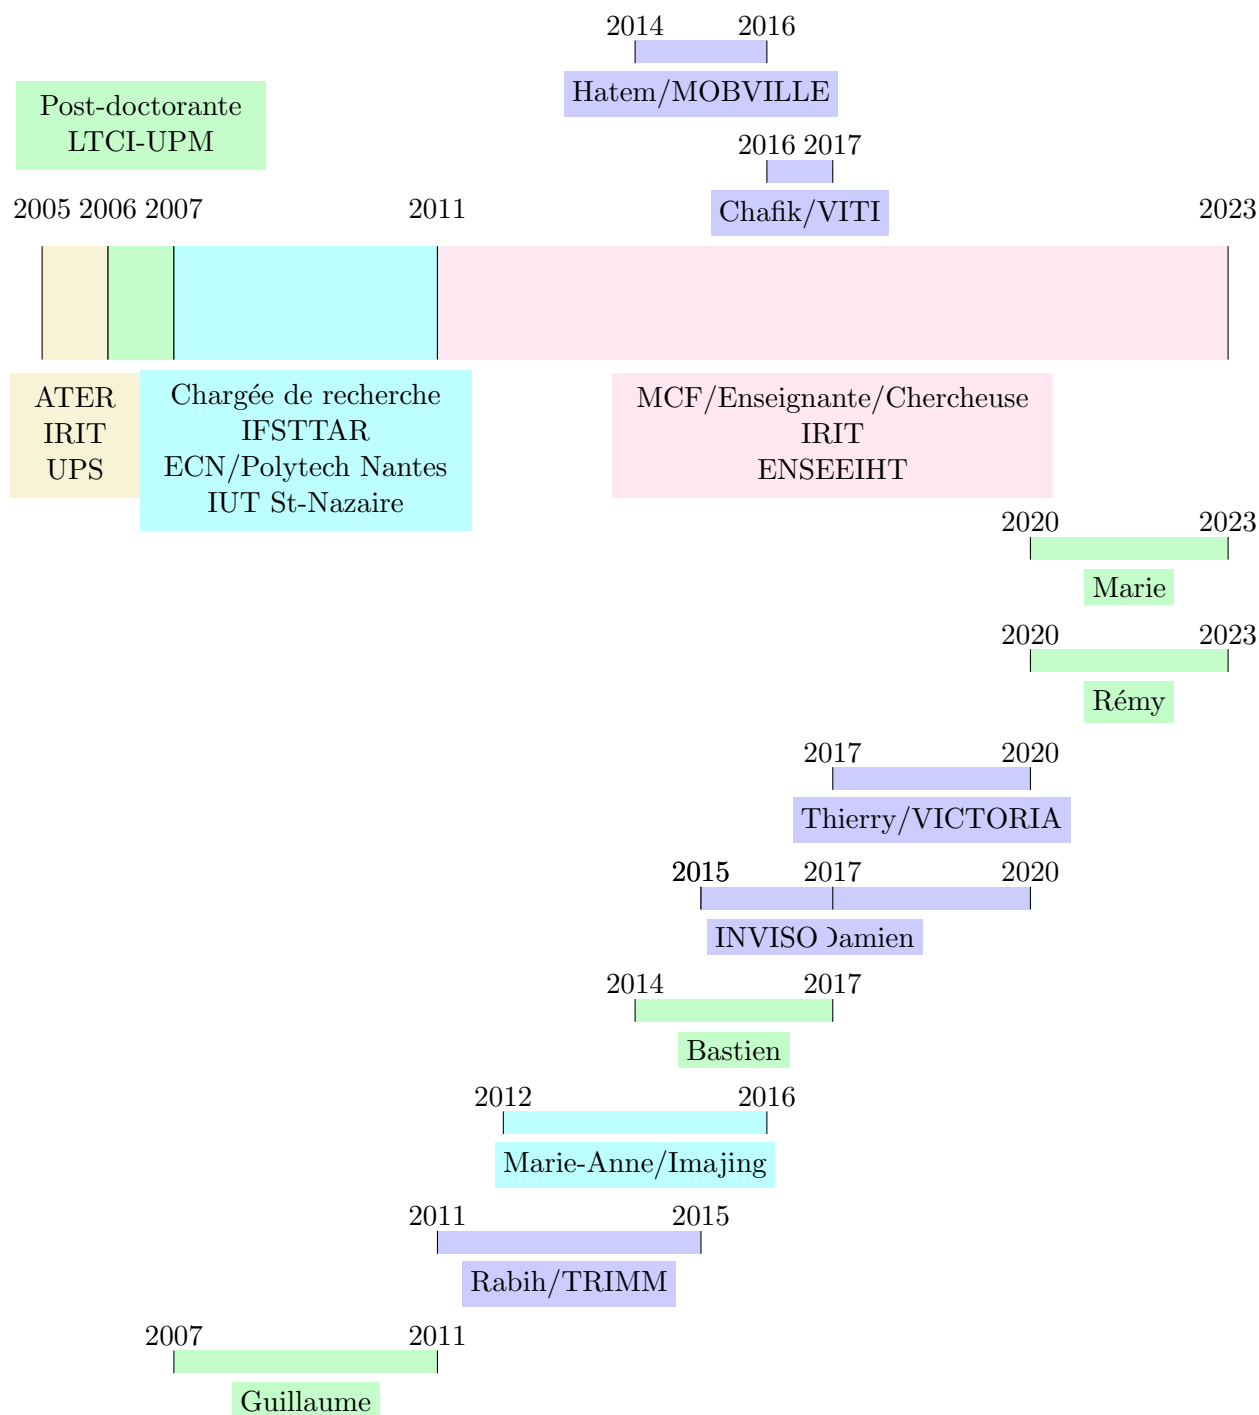 2014 2016
Hatem/MOBVILLE
Post-doctorante
LTCI-UPM
2016 2017
Chafik/VITI
2005 2006 2007 2011 2023
ATER
IRIT
UPS
Chargée de recherche
IFSTTAR
ECN/Polytech Nantes
IUT St-Nazaire
MCF/Enseignante/Chercheuse
IRIT
ENSEEIHT
2020 2023
Marie
2020 2023
Rémy
2017 2020
Thierry/VICTORIA
2015 2017 2020
INVISO
2014 2017
Bastien
2012 2016
Marie-Anne/Imajing
2011 2015
Rabih/TRIMM
2007 2011
Guillaume